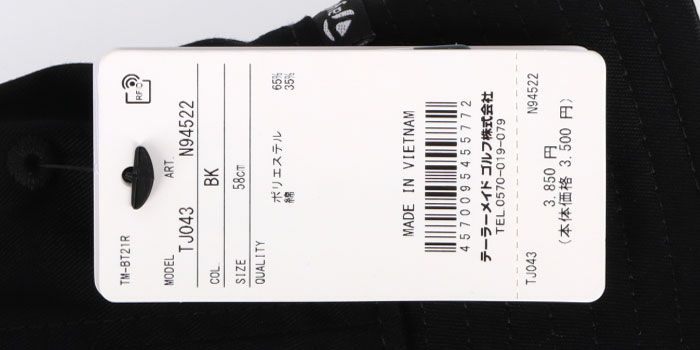 RFID
TM-BT21R
MODEL TJ043
ART. N94522
COL. BK
SIZE 58cm
QUALITY
ポリエステル 65%
綿 35%
MADE IN VIETNAM
4570095455772
テーラーメイド ゴルフ株式会社
TEL.0570-019-079
TJ043 N94522
3,850 円
(本体価格 3,500 円)